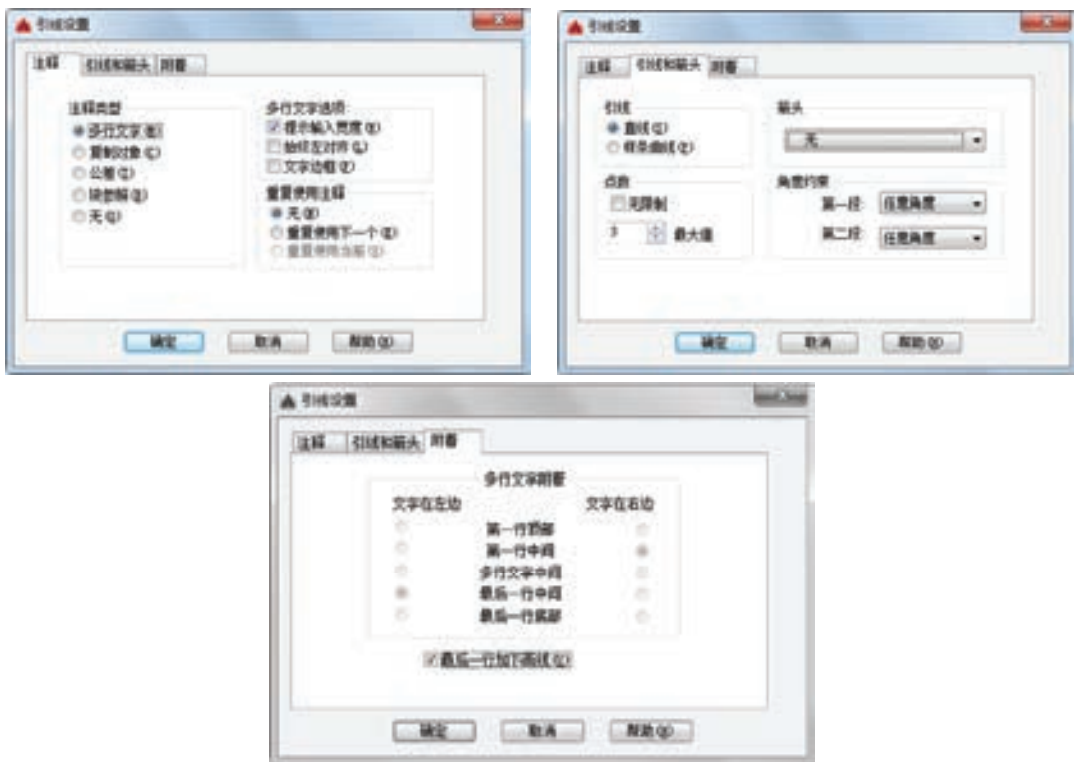 引线设置
注释 引线和箭头 附着
注释类型
多行文字(M)
复制对象(C)
公差(T)
块参照(B)
无(O)
多行文字选项
提示输入宽度(W)
始终左对齐(L)
文字边框(F)
重复使用注释
无(N)
重复使用下一个(E)
重复使用当前(U)
确定 取消 帮助(H)
引线设置
注释 引线和箭头 附着
引线
直线(S)
样条曲线(P)
箭头
无
点数
无限制
3 最大值
角度约束
第一段: 任意角度
第二段: 任意角度
确定 取消 帮助(H)
引线设置
注释 引线和箭头 附着
多行文字附着
文字在左边 文字在右边
第一行顶部
第一行中间
多行文字中间
最后一行中间
最后一行底部
最后一行加下画线(U)
确定 取消 帮助(H)